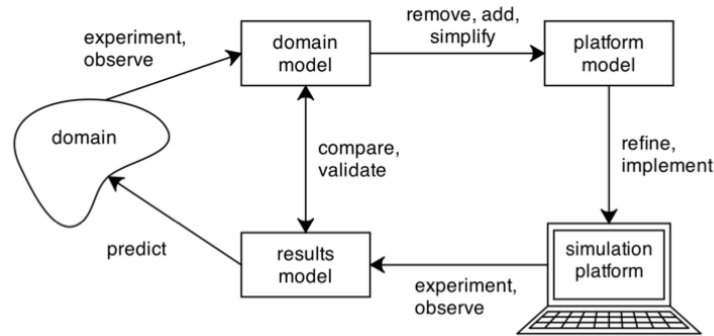 experiment,
observe
domain
model
remove, add,
simplify
platform
model
domain
compare,
validate
refine,
implement
predict
results
model
experiment,
observe
simulation
platform